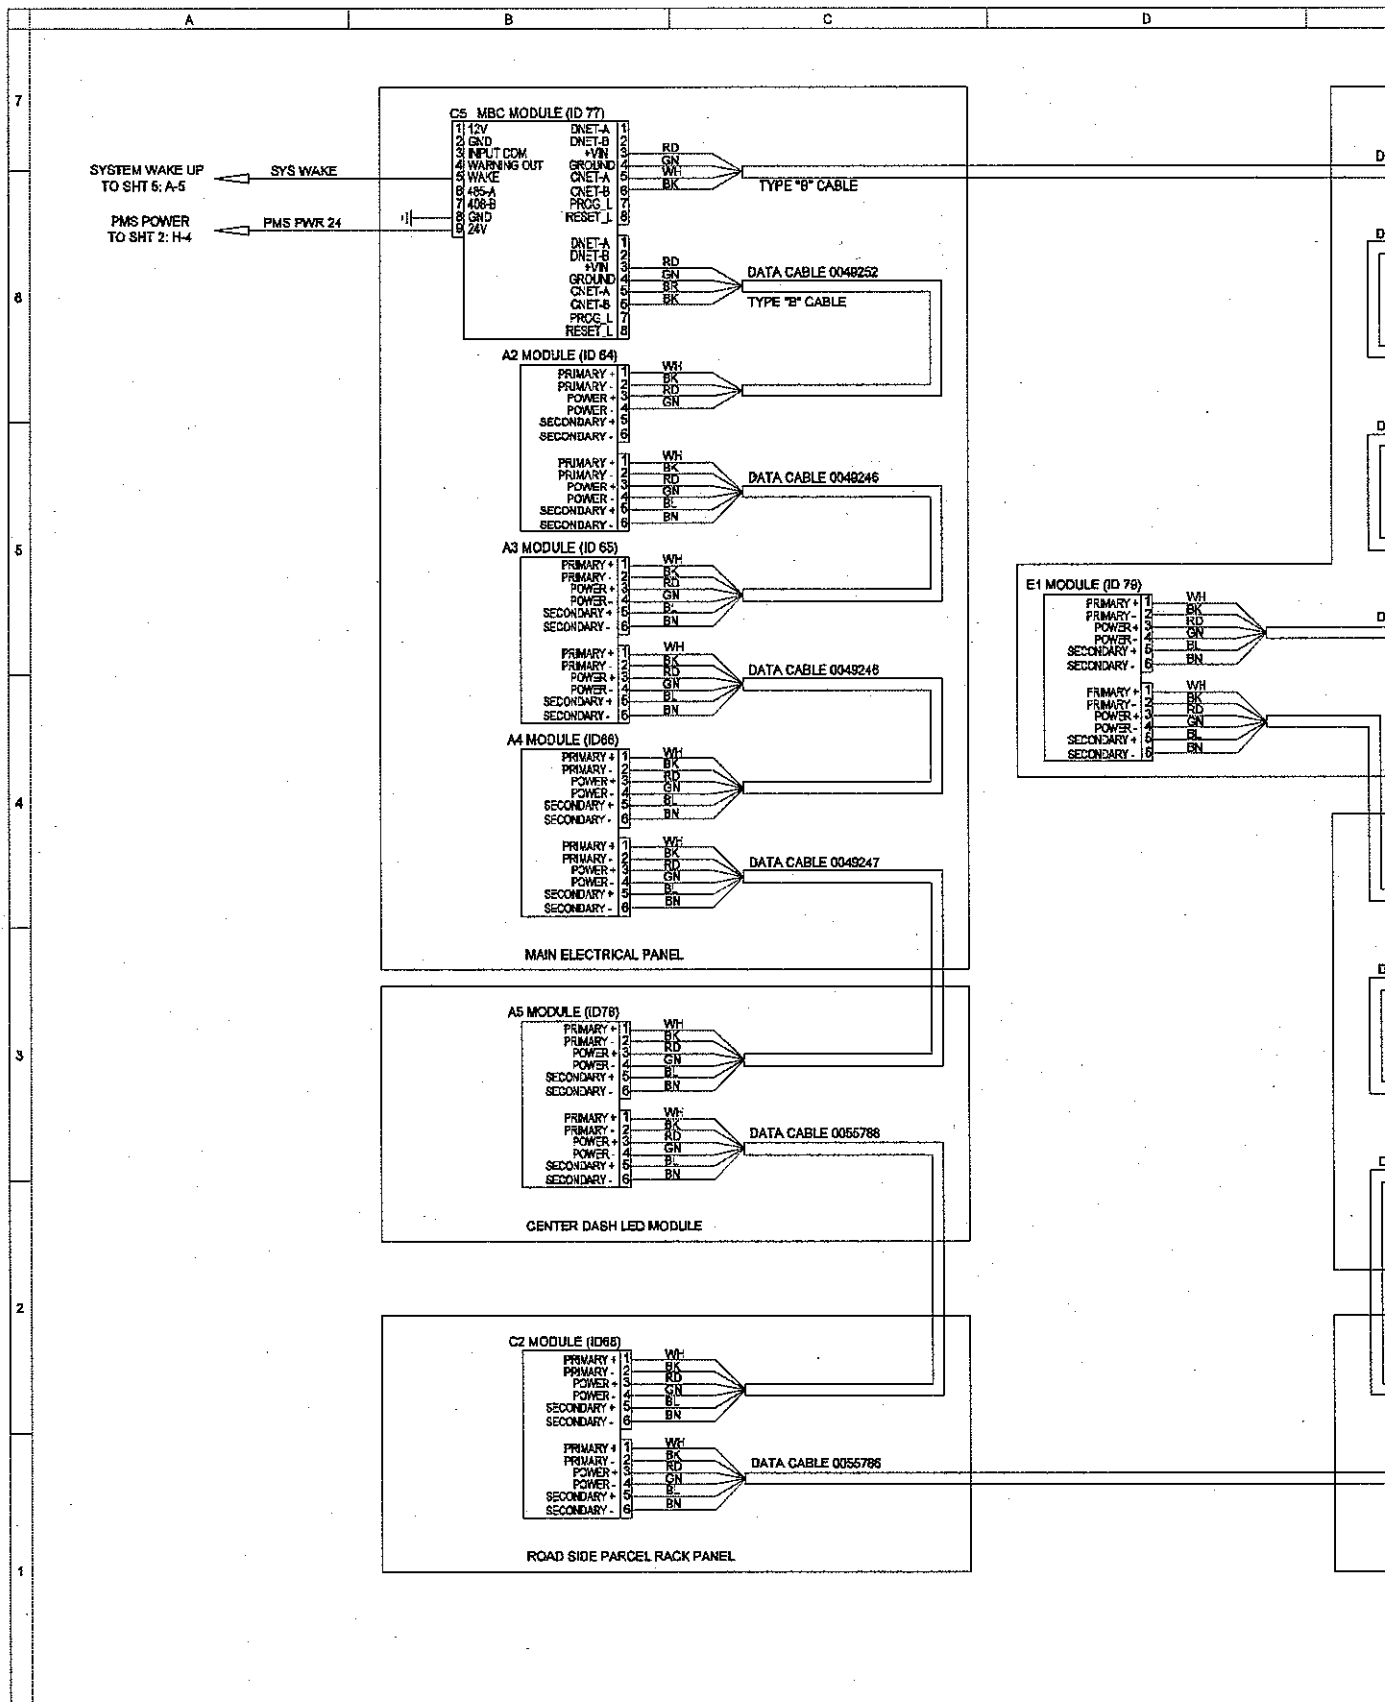 A B C D
7
C5 MBC MODULE (ID 77)
1 12V DNET-A 1
2 GND DNET-B 2
3 INPUT COM +VIN 3 RD
4 WARNING OUT GROUND 4 GN
5 WAKE CNET-A 5 WH
6 485-A CNET-B 6 BK
7 408-B PROG_L 7
8 GND RESET_L 8
9 24V
TYPE "B" CABLE
SYSTEM WAKE UP
TO SHT 5: A-5
SYS WAKE
PMS POWER
TO SHT 2: H-4
PMS PWR 24
6
DNET-A 1
DNET-B 2
+VIN 3 RD
GROUND 4 GN
CNET-A 5 BR
CNET-B 6 BK
PROG_L 7
RESET_L 8
DATA CABLE 0049252
TYPE "B" CABLE
A2 MODULE (ID 64)
PRIMARY + 1 WH
PRIMARY - 2 BK
POWER + 3 RD
POWER - 4 GN
SECONDARY + 5
SECONDARY - 6
PRIMARY + 1 WH
PRIMARY - 2 BK
POWER + 3 RD
POWER - 4 GN
SECONDARY + 5 BL
SECONDARY - 6 BN
DATA CABLE 0049246
5
A3 MODULE (ID 65)
PRIMARY + 1 WH
PRIMARY - 2 BK
POWER + 3 RD
POWER - 4 GN
SECONDARY + 5 BL
SECONDARY - 6 BN
PRIMARY + 1 WH
PRIMARY - 2 BK
POWER + 3 RD
POWER - 4 GN
SECONDARY + 5 BL
SECONDARY - 6 BN
DATA CABLE 0049246
E1 MODULE (ID 79)
PRIMARY + 1 WH
PRIMARY - 2 BK
POWER + 3 RD
POWER - 4 GN
SECONDARY + 5 BL
SECONDARY - 6 BN
PRIMARY + 1 WH
PRIMARY - 2 BK
POWER + 3 RD
POWER - 4 GN
SECONDARY + 5 BL
SECONDARY - 6 BN
4
A4 MODULE (ID66)
PRIMARY + 1 WH
PRIMARY - 2 BK
POWER + 3 RD
POWER - 4 GN
SECONDARY + 5 BL
SECONDARY - 6 BN
PRIMARY + 1 WH
PRIMARY - 2 BK
POWER + 3 RD
POWER - 4 GN
SECONDARY + 5 BL
SECONDARY - 6 BN
DATA CABLE 0049247
MAIN ELECTRICAL PANEL
3
A5 MODULE (ID78)
PRIMARY + 1 WH
PRIMARY - 2 BK
POWER + 3 RD
POWER - 4 GN
SECONDARY + 5 BL
SECONDARY - 6 BN
PRIMARY + 1 WH
PRIMARY - 2 BK
POWER + 3 RD
POWER - 4 GN
SECONDARY + 5 BL
SECONDARY - 6 BN
DATA CABLE 0055788
CENTER DASH LED MODULE
2
C2 MODULE (ID68)
PRIMARY + 1 WH
PRIMARY - 2 BK
POWER + 3 RD
POWER - 4 GN
SECONDARY + 5 BL
SECONDARY - 6 BN
PRIMARY + 1 WH
PRIMARY - 2 BK
POWER + 3 RD
POWER - 4 GN
SECONDARY + 5 BL
SECONDARY - 6 BN
DATA CABLE 0055786
ROAD SIDE PARCEL RACK PANEL
1